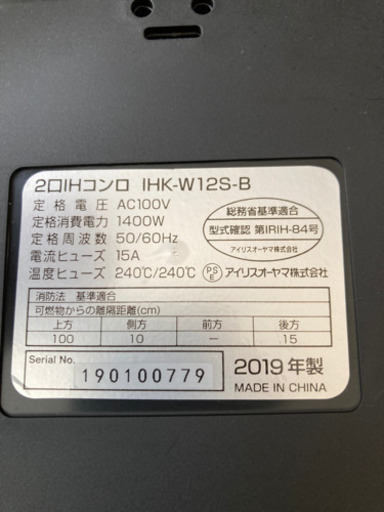 2口IHコンロ IHK-W12S-B
定格電圧 AC100V
定格消費電力 1400W
定格周波数 50/60Hz
電流ヒューズ 15A
温度ヒューズ 240℃/240℃
総務省基準適合
型式確認 第IRIH-84号
アイリスオーヤマ株式会社
PSE アイリスオーヤマ株式会社
消防法 基準適合
可燃物からの離隔距離(cm)
上方 側方 前方 後方
100 10 ー 15
Serial No. 190100779
2019年製
MADE IN CHINA